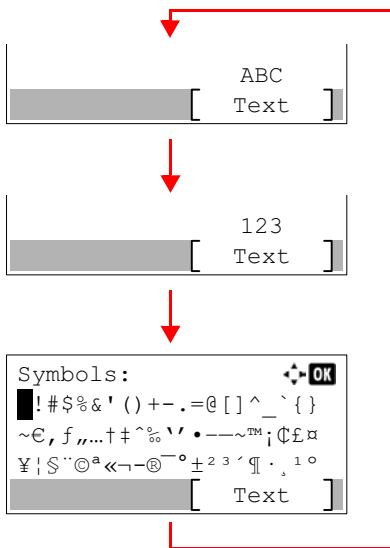 ABC
[ Text ]
123
[ Text ]
Symbols: OK
!#$%&'()+-.=@[]^_`{}
~€‚ƒ„…†‡ˆ‰‘’•–—~™¡₵£¤
¥¦§¨©ª«¬-®¯°±²³´¶·¸¹º
[ Text ]